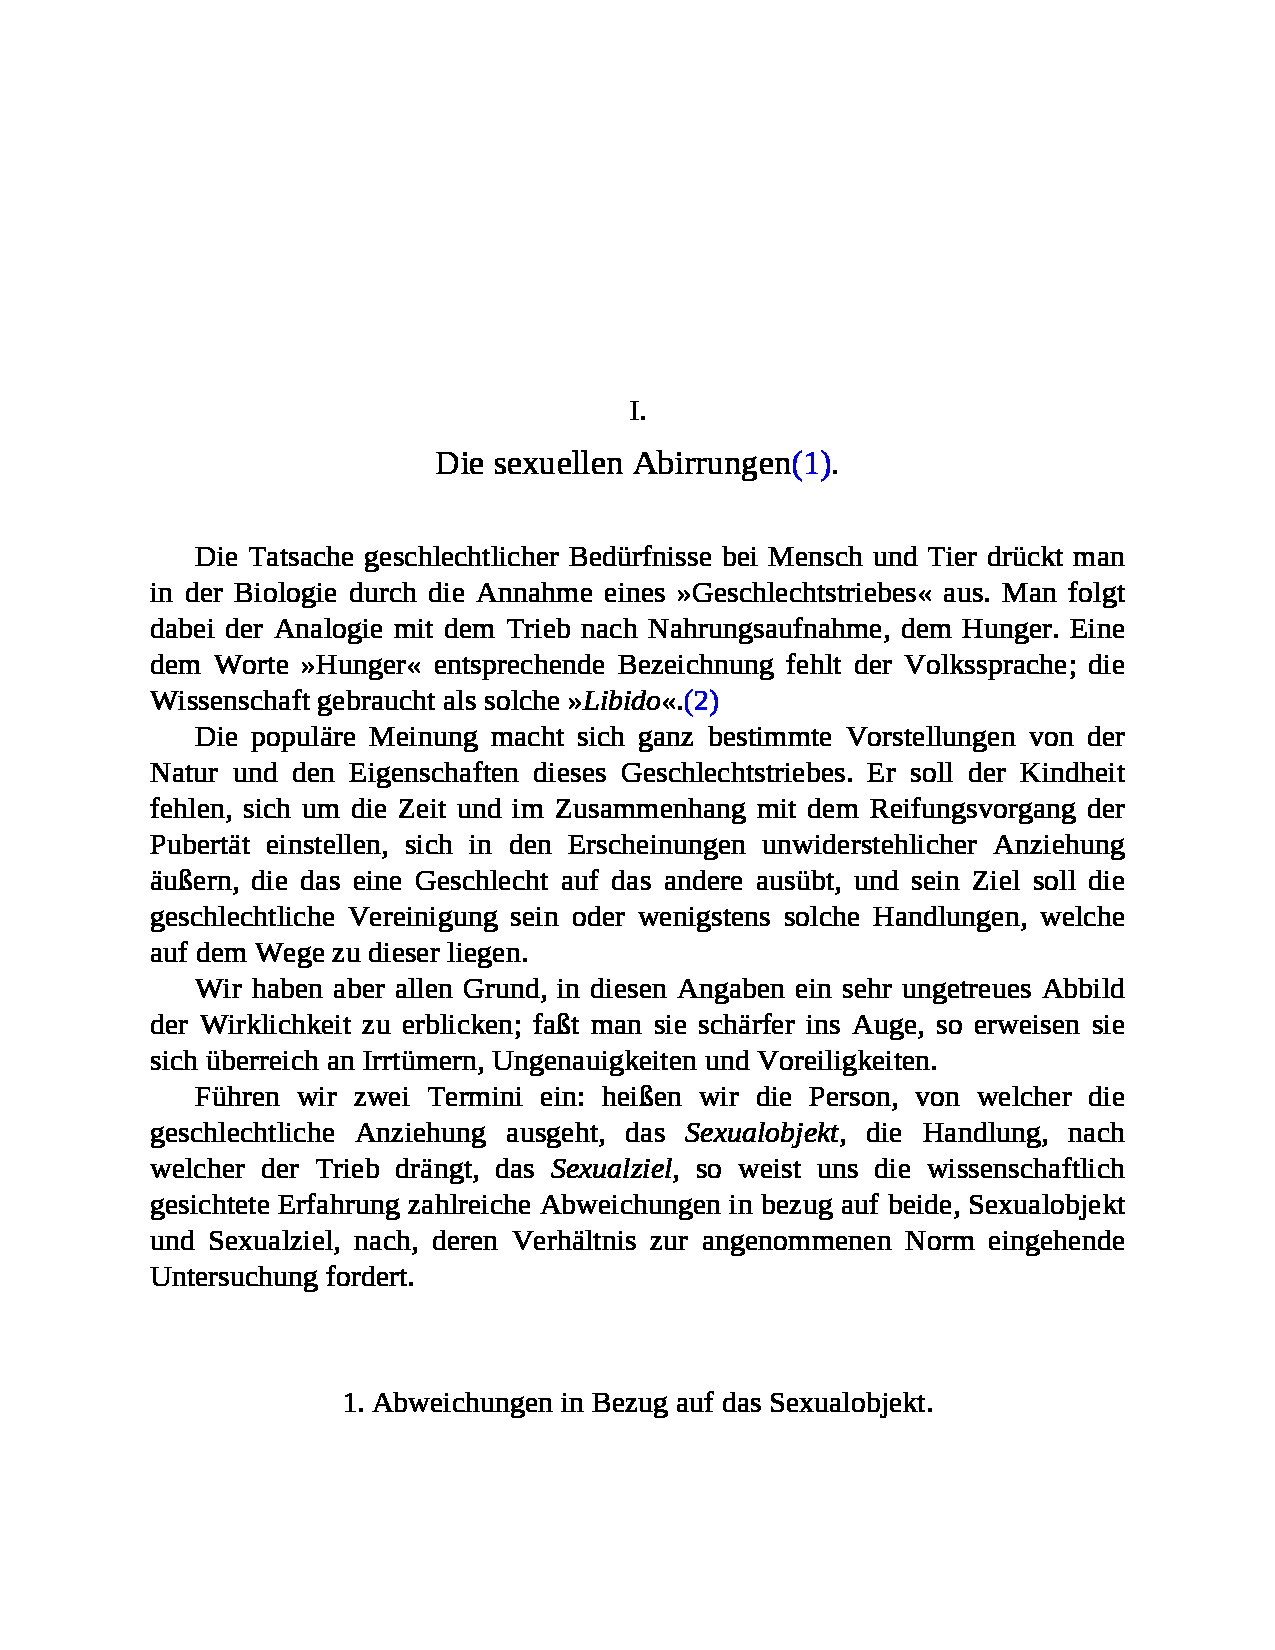 I.
Die sexuellen Abirrungen(1).
Die Tatsache geschlechtlicher Bedürfnisse bei Mensch und Tier drückt man
in der Biologie durch die Annahme eines »Geschlechtstriebes« aus. Man folgt
dabei der Analogie mit dem Trieb nach Nahrungsaufnahme, dem Hunger. Eine
dem Worte »Hunger« entsprechende Bezeichnung fehlt der Volkssprache; die
Wissenschaft gebraucht als solche »Libido«.(2)
Die populäre Meinung macht sich ganz bestimmte Vorstellungen von der
Natur und den Eigenschaften dieses Geschlechtstriebes. Er soll der Kindheit
fehlen, sich um die Zeit und im Zusammenhang mit dem Reifungsvorgang der
Pubertät einstellen, sich in den Erscheinungen unwiderstehlicher Anziehung
äußern, die das eine Geschlecht auf das andere ausübt, und sein Ziel soll die
geschlechtliche Vereinigung sein oder wenigstens solche Handlungen, welche
auf dem Wege zu dieser liegen.
Wir haben aber allen Grund, in diesen Angaben ein sehr ungetreues Abbild
der Wirklichkeit zu erblicken; faßt man sie schärfer ins Auge, so erweisen sie
sich überreich an Irrtümern, Ungenauigkeiten und Voreiligkeiten.
Führen wir zwei Termini ein: heißen wir die Person, von welcher die
geschlechtliche Anziehung ausgeht, das Sexualobjekt, die Handlung, nach
welcher der Trieb drängt, das Sexualziel, so weist uns die wissenschaftlich
gesichtete Erfahrung zahlreiche Abweichungen in bezug auf beide, Sexualobjekt
und Sexualziel, nach, deren Verhältnis zur angenommenen Norm eingehende
Untersuchung fordert.
1. Abweichungen in Bezug auf das Sexualobjekt.